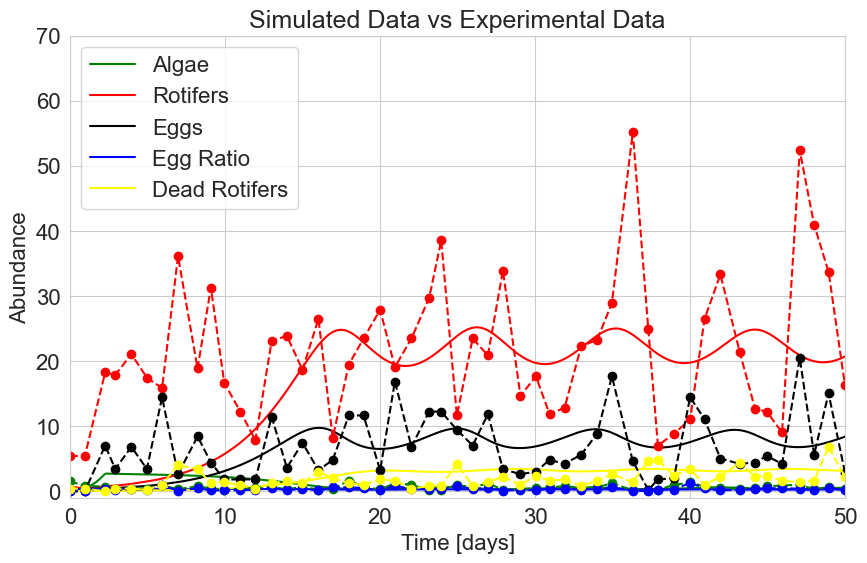 Simulated Data vs Experimental Data
70
60
50
40
30
20
10
0
Abundance
Algae
Rotifers
Eggs
Egg Ratio
Dead Rotifers
0 10 20 30 40 50
Time [days]